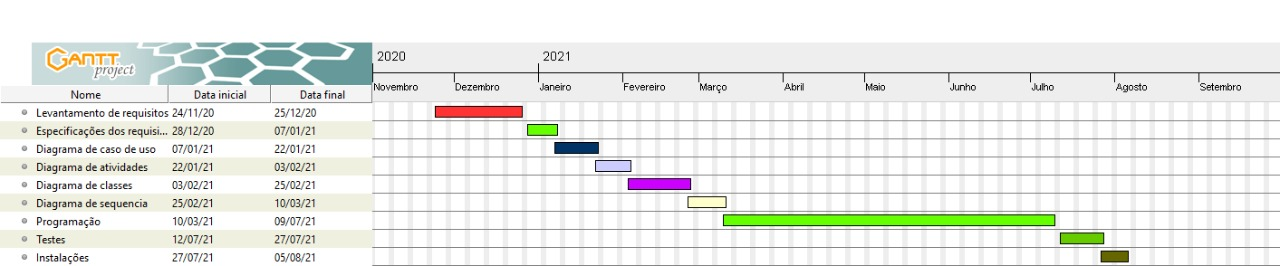 2020 2021
GANTT
project
Novembro Dezembro Janeiro Fevereiro Março Abril Maio Junho Julho Agosto Setembro
Nome Data inicial Data final
Levantamento de requisitos 24/11/20 25/12/20
Especificações dos requisi... 28/12/20 07/01/21
Diagrama de caso de uso 07/01/21 22/01/21
Diagrama de atividades 22/01/21 03/02/21
Diagrama de classes 03/02/21 25/02/21
Diagrama de sequencia 25/02/21 10/03/21
Programação 10/03/21 09/07/21
Testes 12/07/21 27/07/21
Instalações 27/07/21 05/08/21